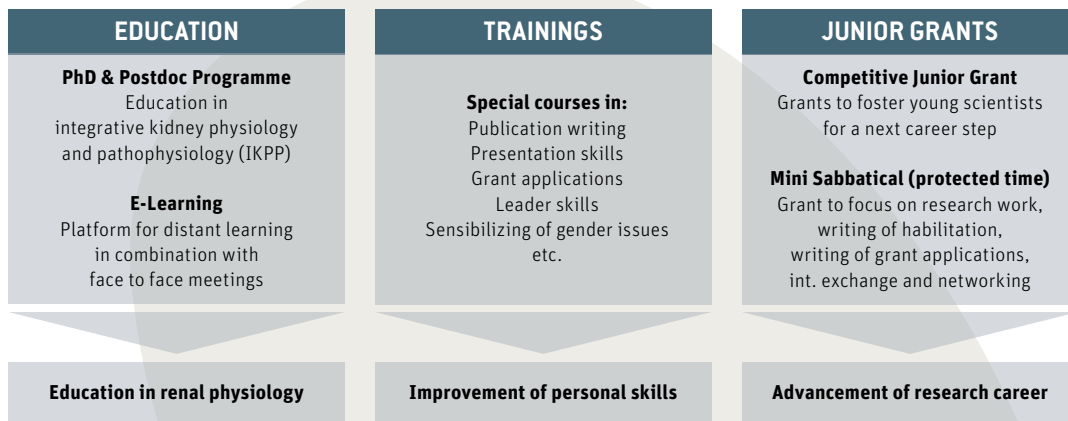 EDUCATION
PhD & Postdoc Programme
Education in
integrative kidney physiology
and pathophysiology (IKPP)
E-Learning
Platform for distant learning
in combination with
face to face meetings
Education in renal physiology
TRAININGS
Special courses in:
Publication writing
Presentation skills
Grant applications
Leader skills
Sensibilizing of gender issues
etc.
Improvement of personal skills
JUNIOR GRANTS
Competitive Junior Grant
Grants to foster young scientists
for a next career step
Mini Sabbatical (protected time)
Grant to focus on research work,
writing of habilitation,
writing of grant applications,
int. exchange and networking
Advancement of research career